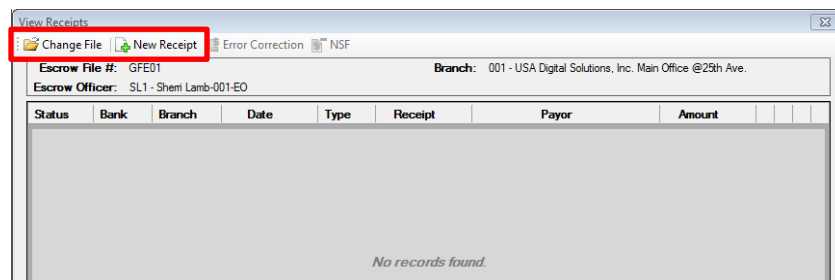 View Receipts
Change File New Receipt Error Correction NSF
Escrow File #: GFE01 Branch: 001 - USA Digital Solutions, Inc. Main Office @25th Ave.
Escrow Officer: SL1 - Sherri Lamb-001-EO
Status Bank Branch Date Type Receipt Payor Amount
No records found.